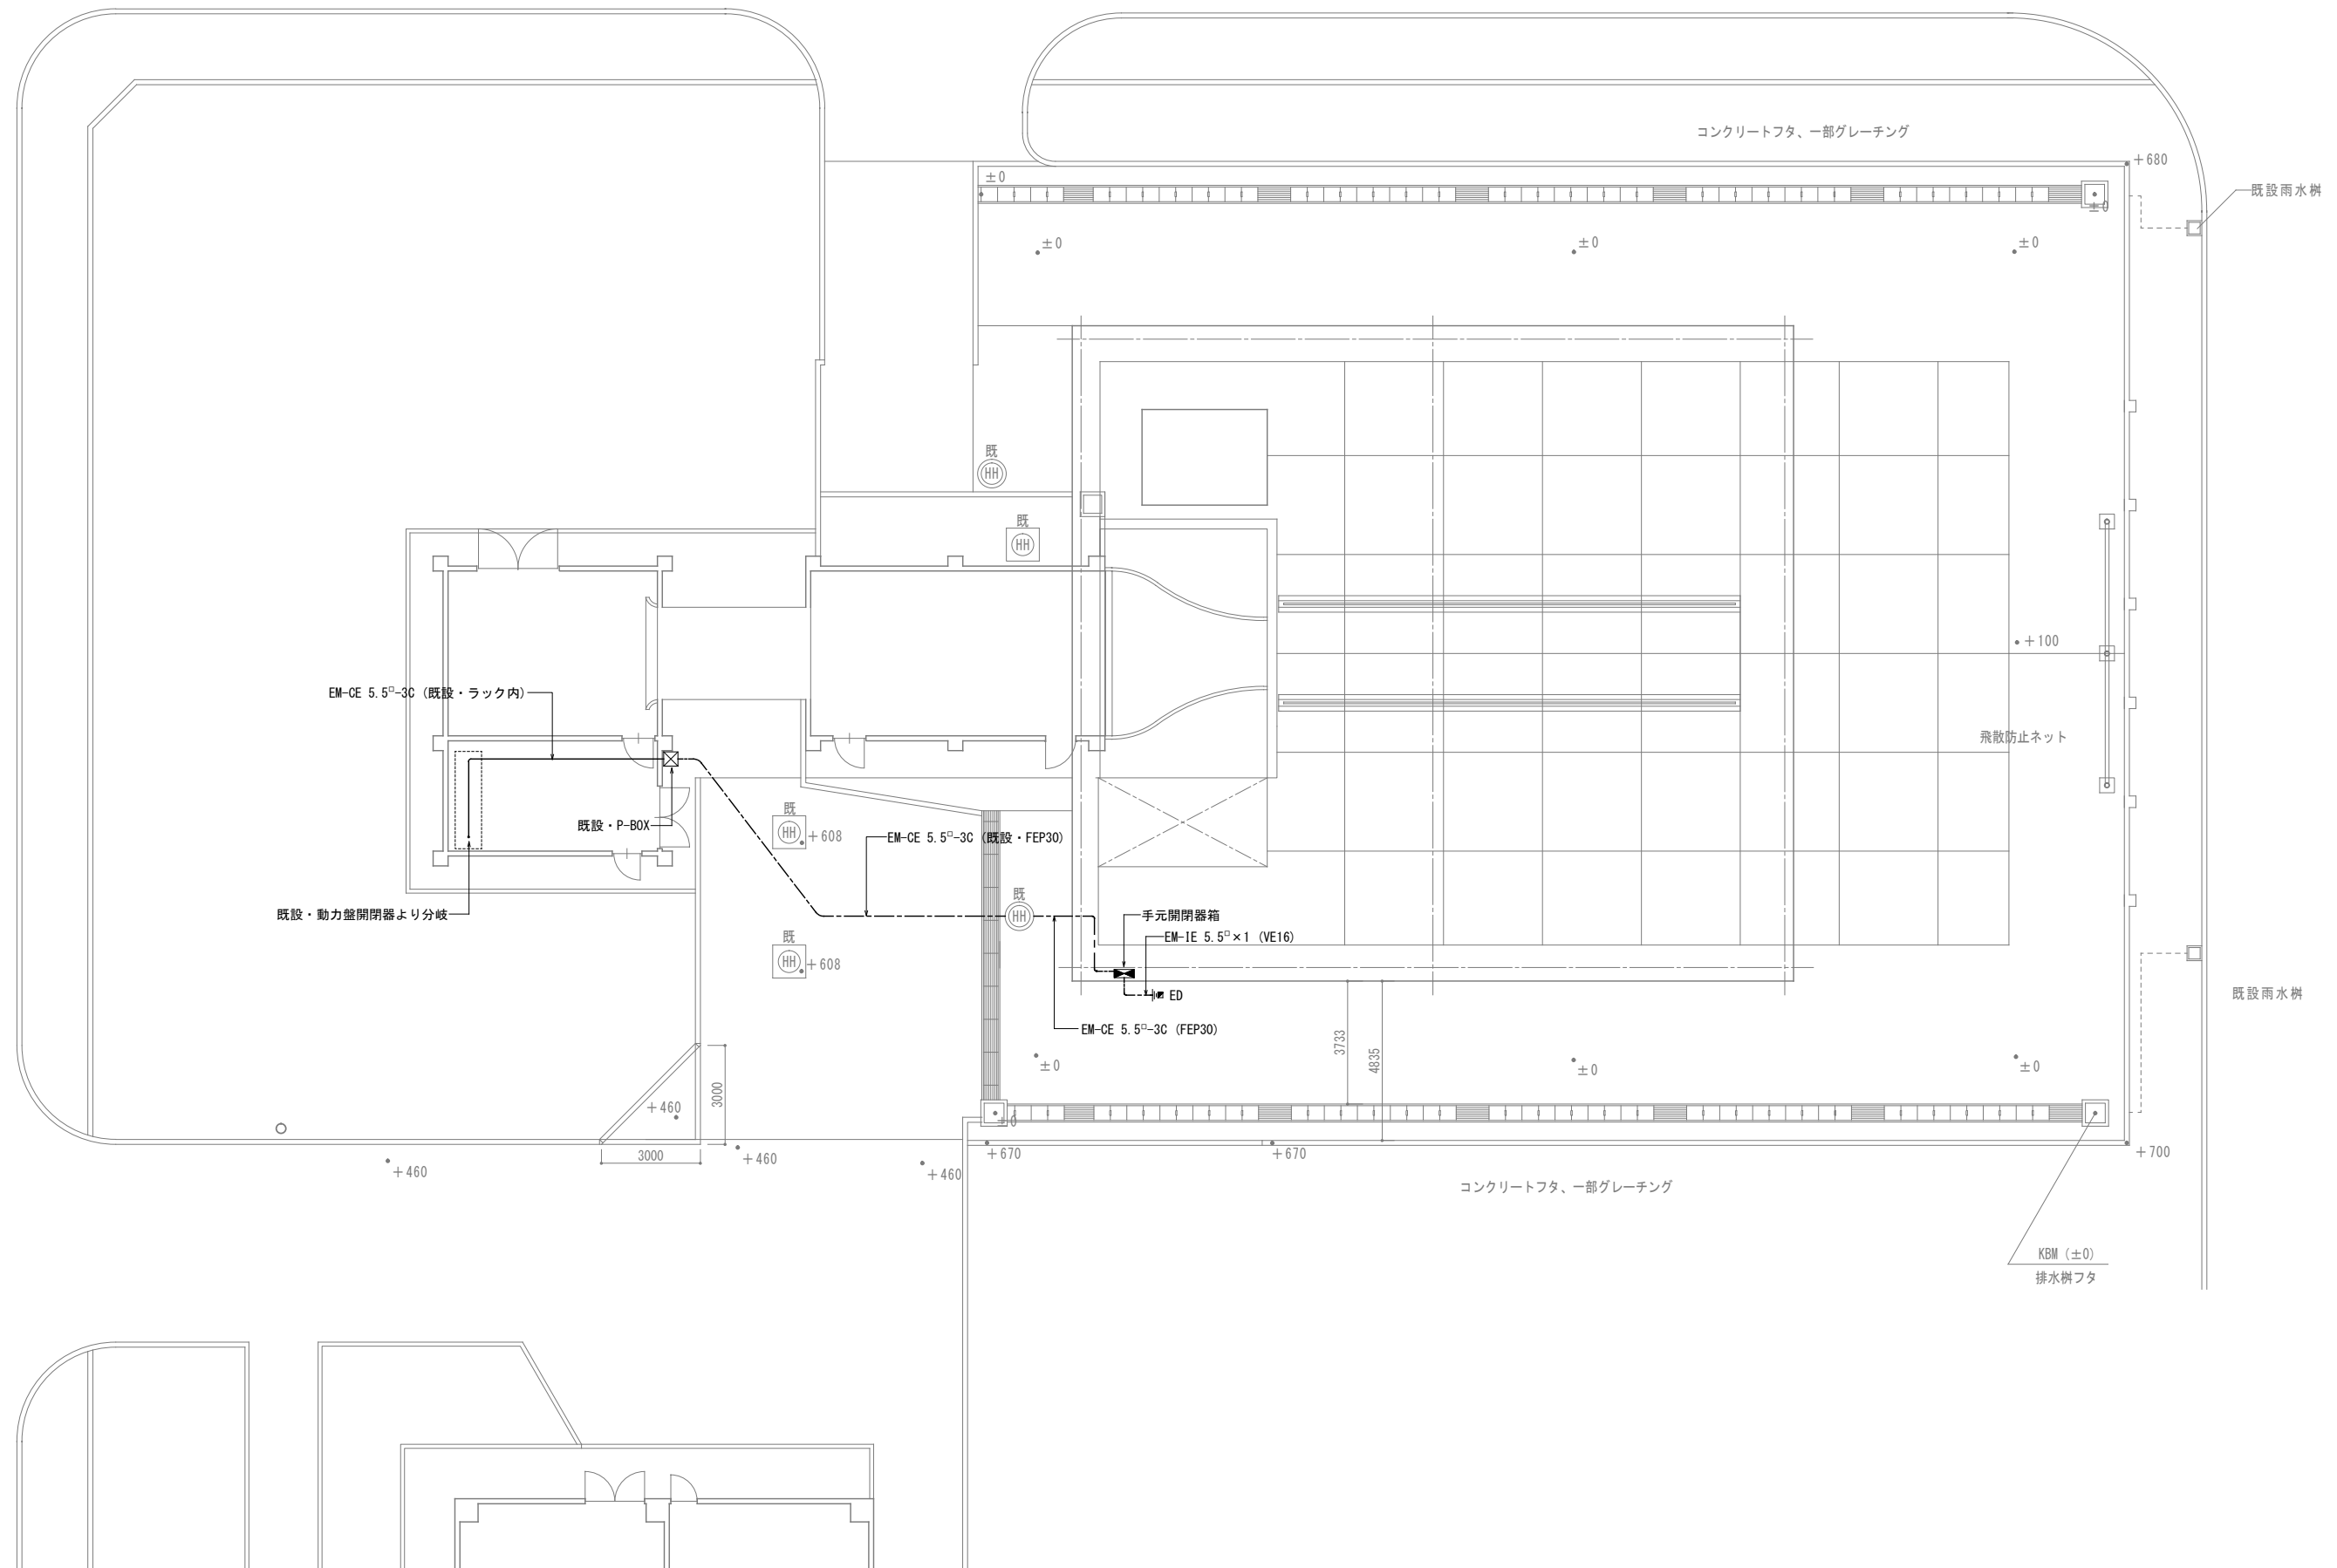 コンクリートフタ、一部グレーチング
+680
±0
既設雨水桝
±0
±0
±0
±0
既
HH
既
HH
+100
EM-CE 5.5□-3C (既設・ラック内)
飛散防止ネット
既
HH
+608
既設・P-BOX
EM-CE 5.5□-3C (既設・FEP30)
既
HH
既設・動力盤開閉器より分岐
手元開閉器箱
EM-IE 5.5□×1 (VE16)
既
HH
+608
ED
既設雨水桝
EM-CE 5.5□-3C (FEP30)
3733
4835
±0
±0
±0
3000
+460
±0
3000
+460
+460
+460
+670
+670
+700
コンクリートフタ、一部グレーチング
KBM (±0)
排水桝フタ